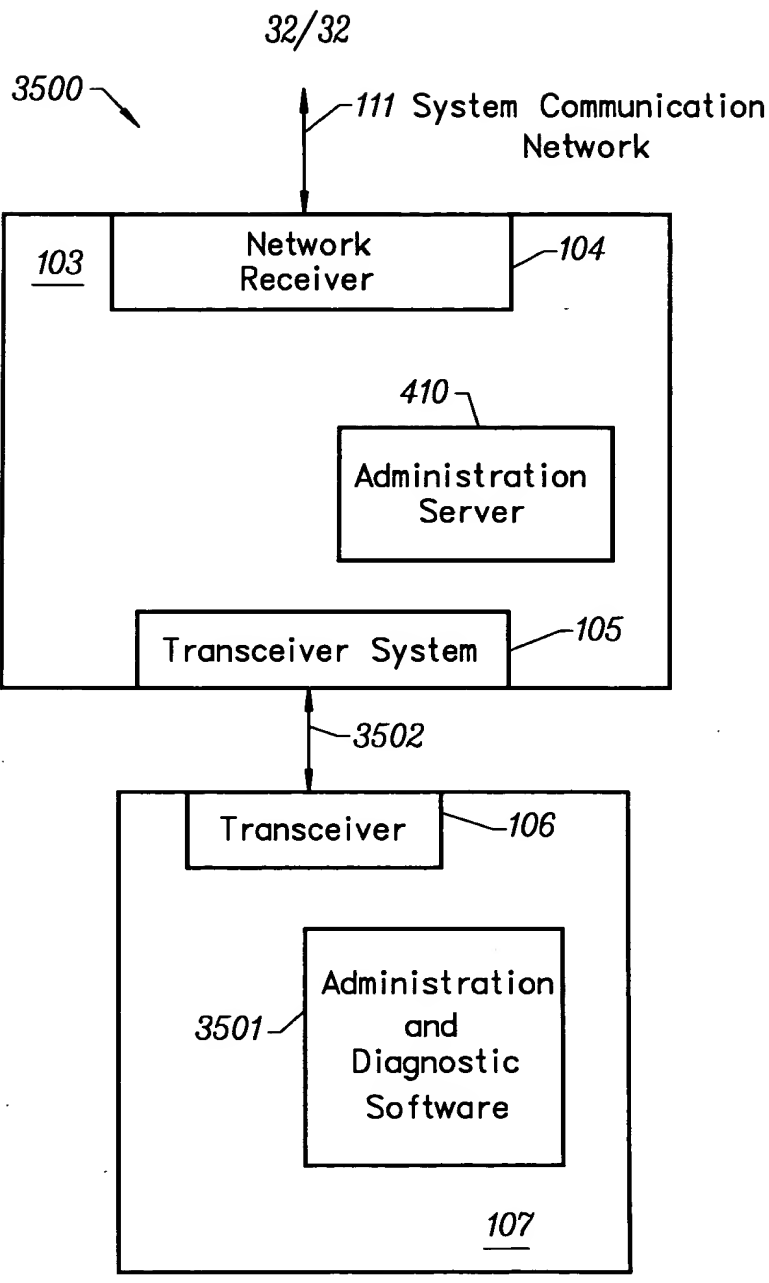 32/32
3500
111 System Communication
Network
103
Network
Receiver
104
410
Administration
Server
Transceiver System
105
3502
Transceiver
106
3501
Administration
and
Diagnostic
Software
107